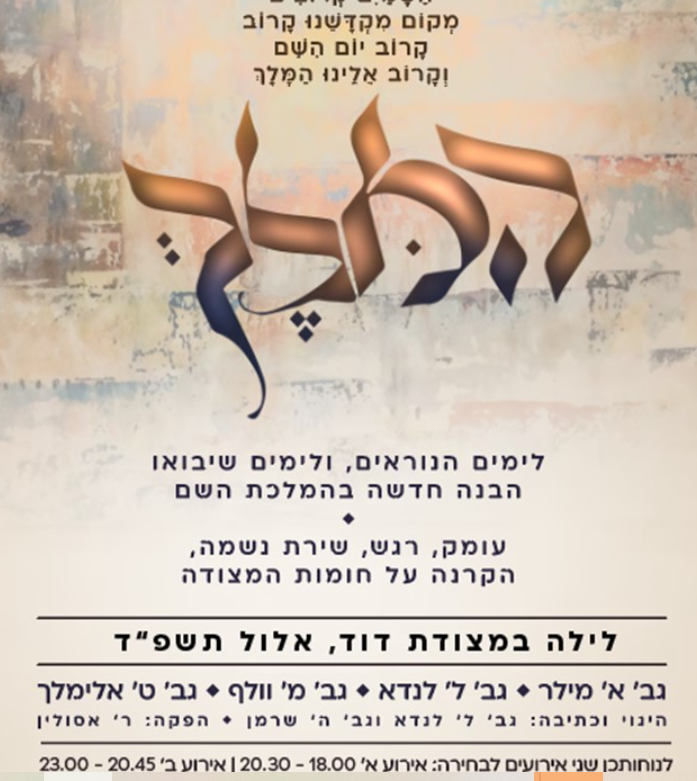 מְקוֹם מִקְדָּשֵׁנוּ קָרוֹב
קָרוֹב יוֹם הַשֵּׁם
וְקָרוֹב אֵלֵינוּ הַמֶּלֶךְ
המֶּלֶךְ
לימים הנוראים, ולימים שיבואו
הבנה חדשה בהמלכת השם
עומק, רגש, שירת נשמה,
הקרנה על חומות המצודה
לילה במצודת דוד, אלול תשפ"ד
גב' א' מילר ◆ גב' ל' לנדא ◆ גב' מ' וולף ◆ גב' ט' אלימלך
הינוי וכתיבה: גב' ל' לנדא וגב' ה' שרמן ◆ הפקה: ר' אסולין
לנוחותכן שני אירועים לבחירה: אירוע א' 18.00 - 20.30 | אירוע ב' 20.45 - 23.00